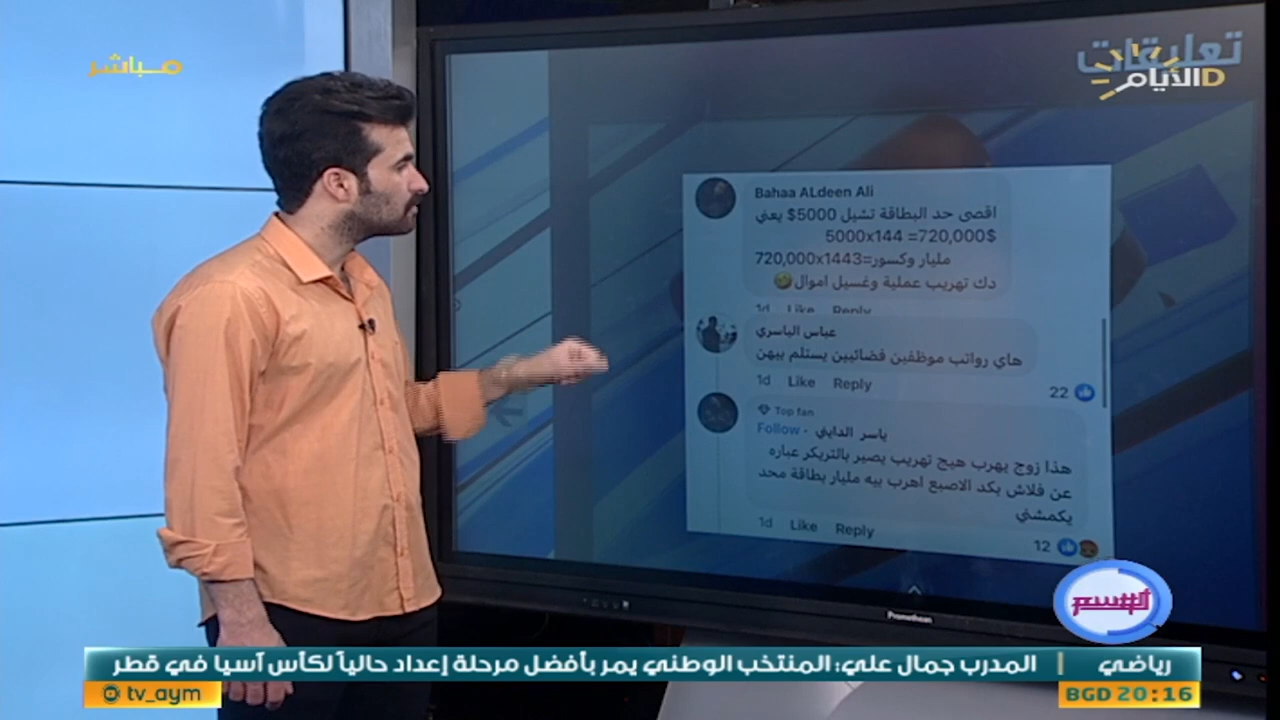 مباشر
تعليقات
الأيام
Bahaa ALdeen Ali
اقصى حد البطاقة تشيل 5000$ يعني
5000x144 =720,000$
مليار وكسور=720,000x1443
دك تهريب عملية وغسيل اموال
1d Like Reply
عباس الياسري
هاي رواتب موظفين فضائيين يستلم بيهن
1d Like Reply
22
Top fan
ياسر الدايني · Follow
هذا زوج يهرب هيج تهريب يصير بالتريكر عباره
عن فلاش بكد الاصبع اهرب بيه مليار بطاقة محد
يكمشني
1d Like Reply
12
Promethean
رياضي | المدرب جمال علي: المنتخب الوطني يمر بأفضل مرحلة إعداد حالياً لكأس آسيا في قطر
tv_aym
BGD 20:16